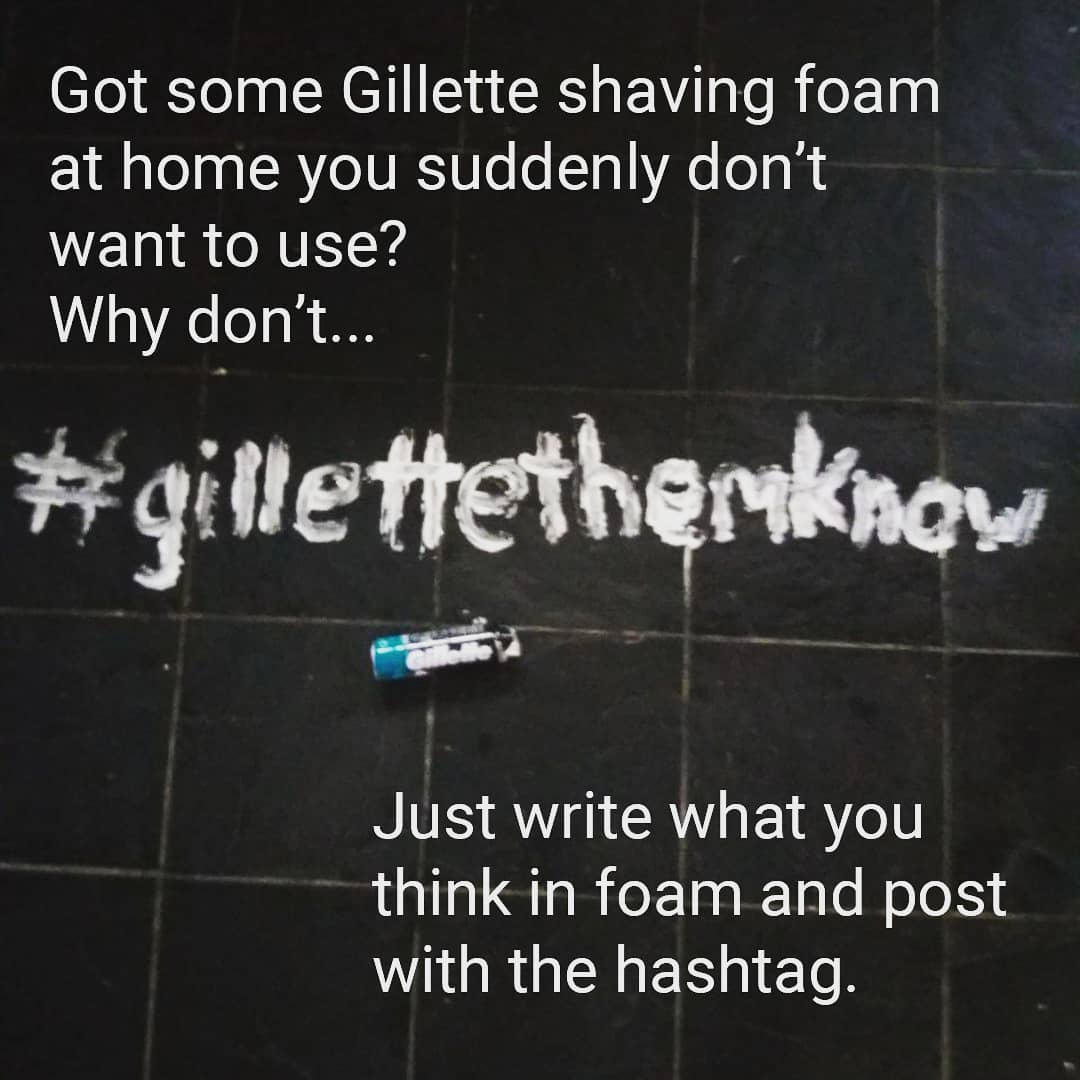 Got some Gillette shaving foam
at home you suddenly don’t
want to use?
Why don’t...
#gillettethemknow
Gillette
Just write what you
think in foam and post
with the hashtag.